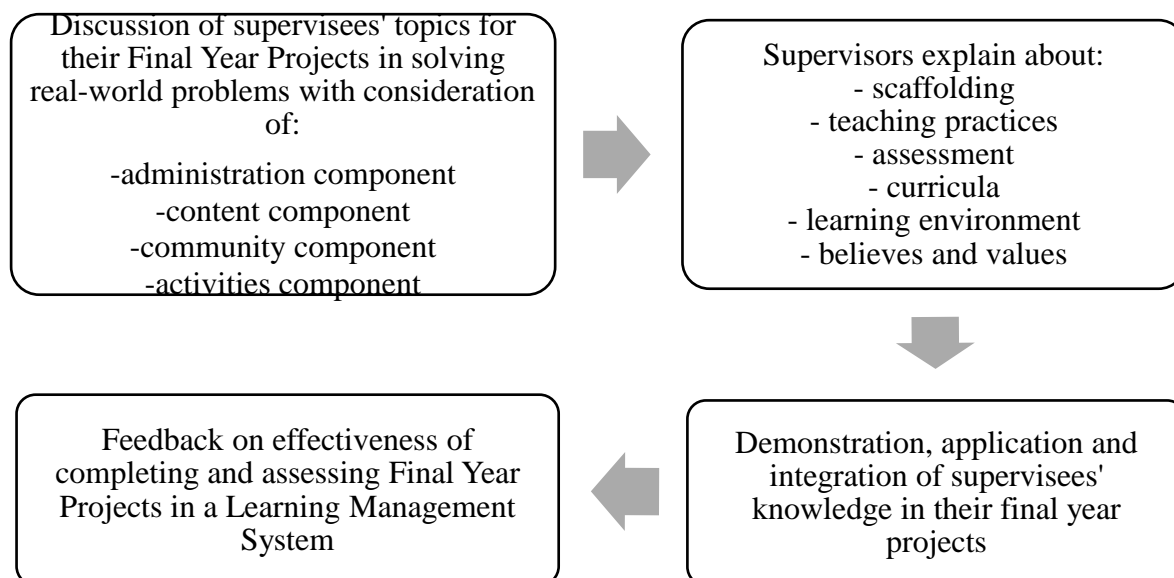 Discussion of supervisees' topics for
their Final Year Projects in solving
real-world problems with consideration
of:
-administration component
-content component
-community component
-activities component
Supervisors explain about:
- scaffolding
- teaching practices
- assessment
- curricula
- learning environment
- believes and values
Demonstration, application and
integration of supervisees'
knowledge in their final year
projects
Feedback on effectiveness of
completing and assessing Final Year
Projects in a Learning Management
System